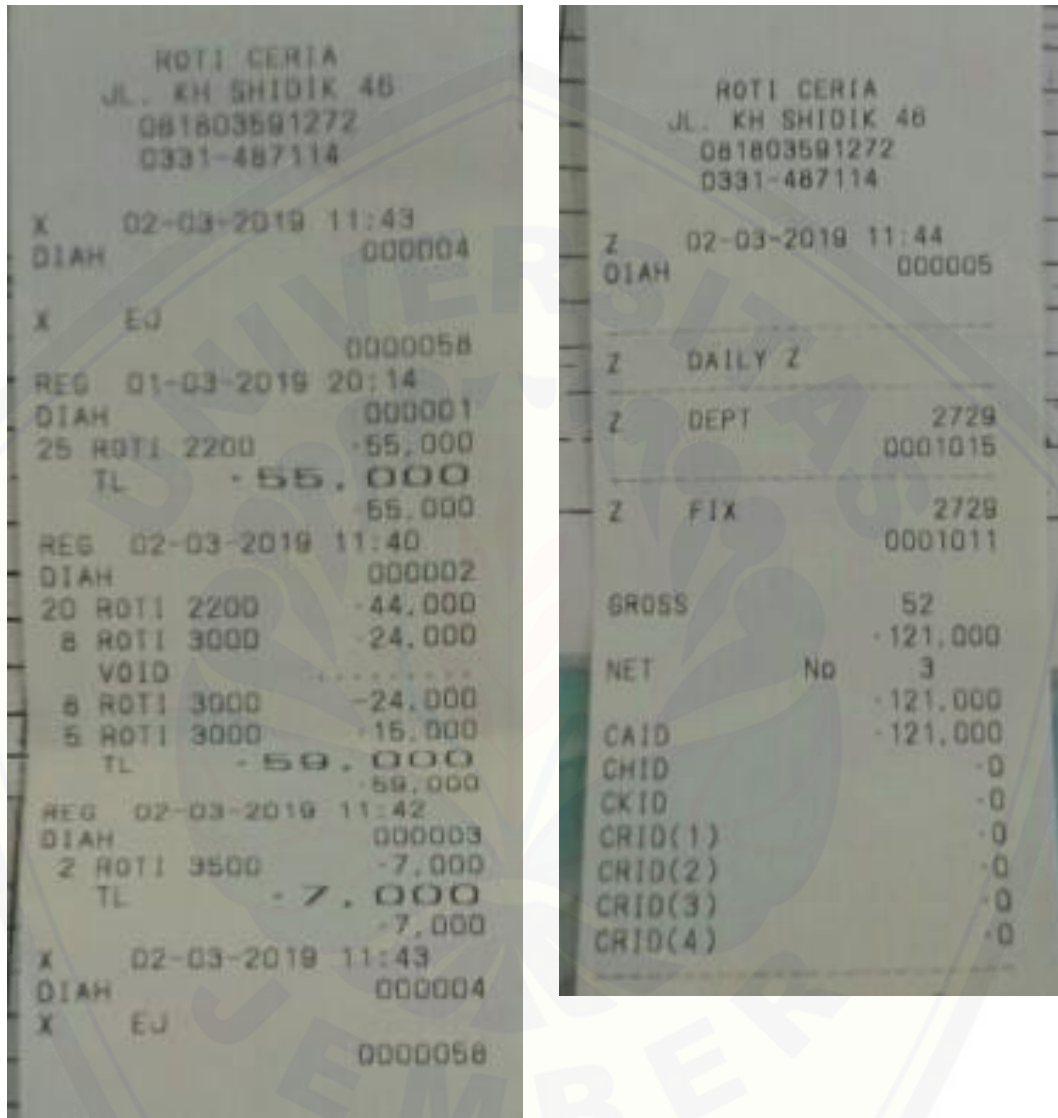 ROTI CERIA
JL. KH SHIDIK 46
081803591272
0331-487114
X 02-03-2019 11:43
DIAH 000004
X EJ
0000058
REG 01-03-2019 20:14
DIAH 000001
25 ROTI 2200 ·55,000
TL ·55.000
·55,000
REG 02-03-2019 11:40
DIAH 000002
20 ROTI 2200 ·44,000
8 ROTI 3000 ·24,000
VOID .........
8 ROTI 3000 -24,000
5 ROTI 3000 ·15,000
TL ·59.000
·59,000
REG 02-03-2019 11:42
DIAH 000003
2 ROTI 3500 ·7,000
TL ·7.000
·7,000
X 02-03-2019 11:43
DIAH 000004
X EJ
0000058
ROTI CERIA
JL. KH SHIDIK 46
081803591272
0331-487114
Z 02-03-2019 11:44
DIAH 000005
Z DAILY Z
Z DEPT 2729
0001015
Z FIX 2729
0001011
GROSS 52
·121,000
NET No 3
·121,000
CAID ·121,000
CHID ·0
CKID ·0
CRID(1) ·0
CRID(2) ·0
CRID(3) ·0
CRID(4) ·0
UNIVERSITAS
JEMBER